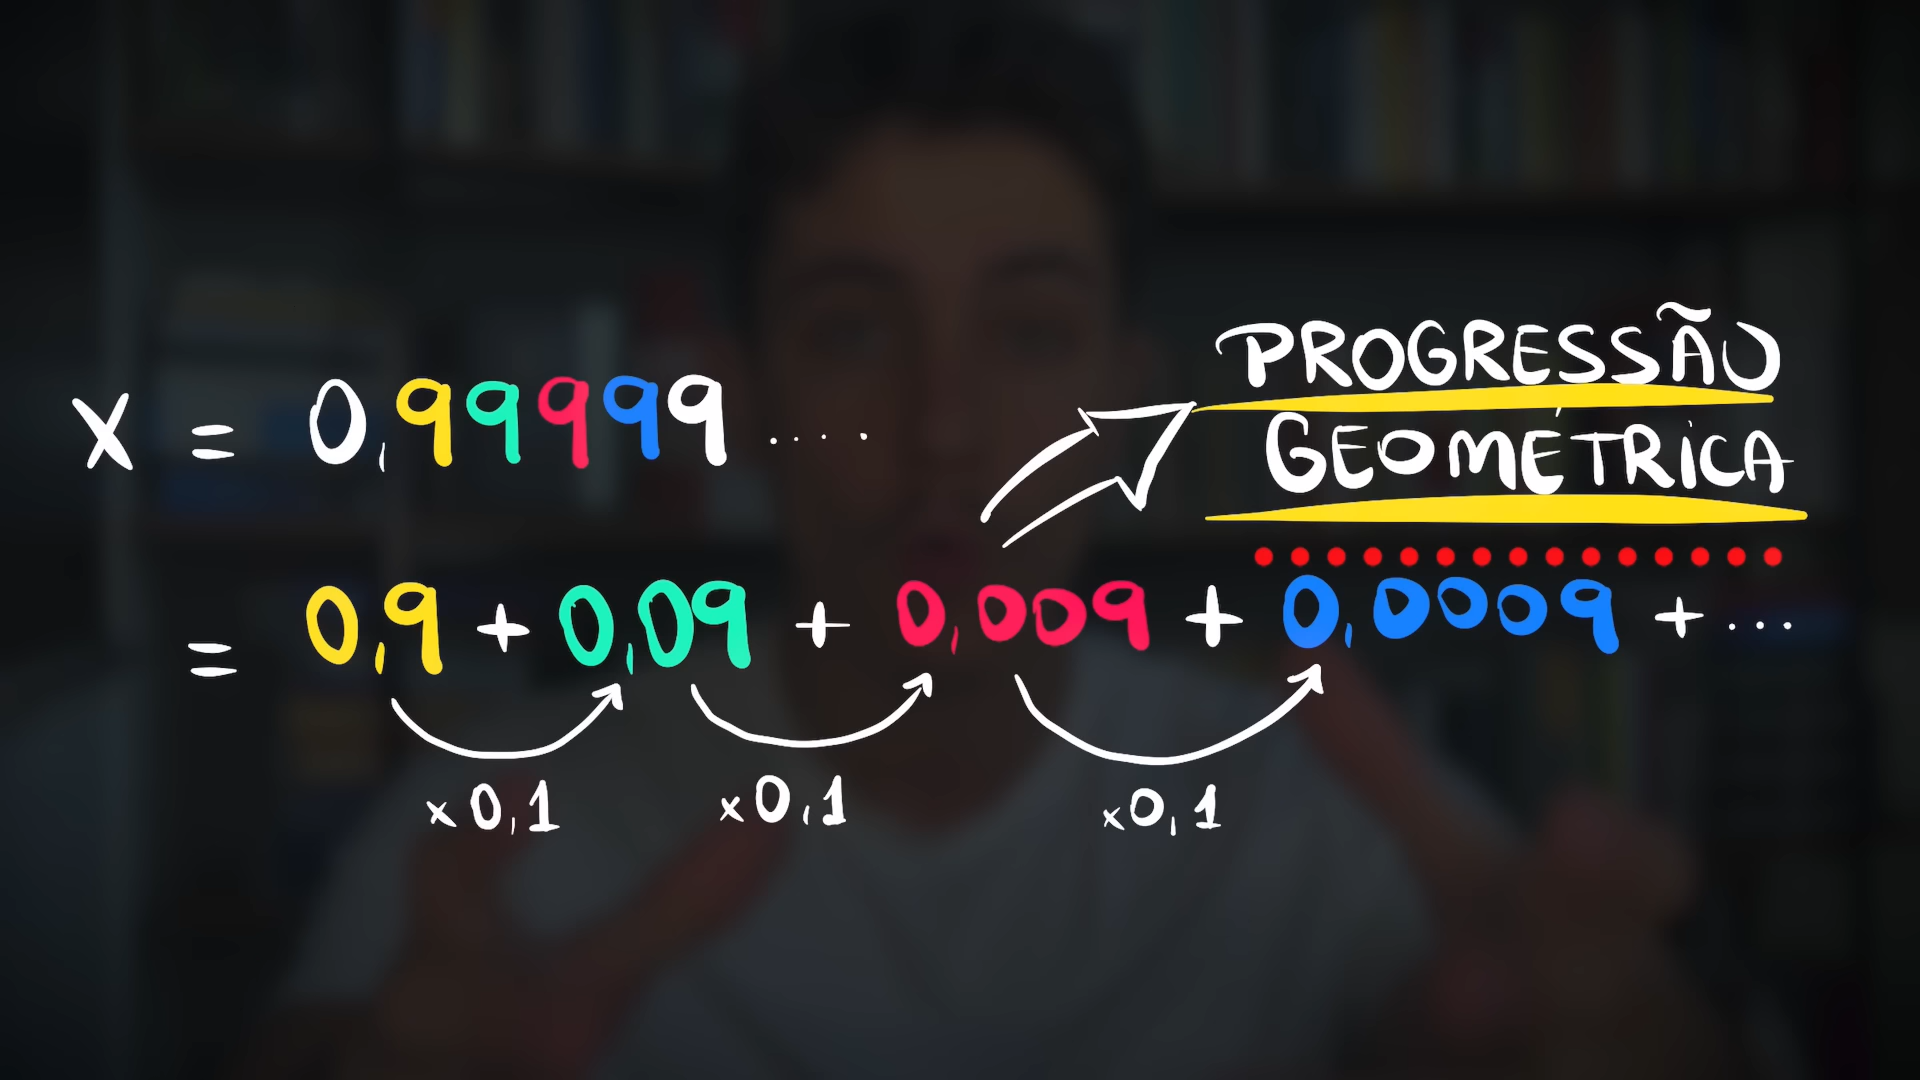 PROGRESSÃO
GEOMÉTRICA
x = 0,99999 ....
= 0,9 + 0,09 + 0,009 + 0,0009 + ...
x 0,1 x 0,1 x 0,1